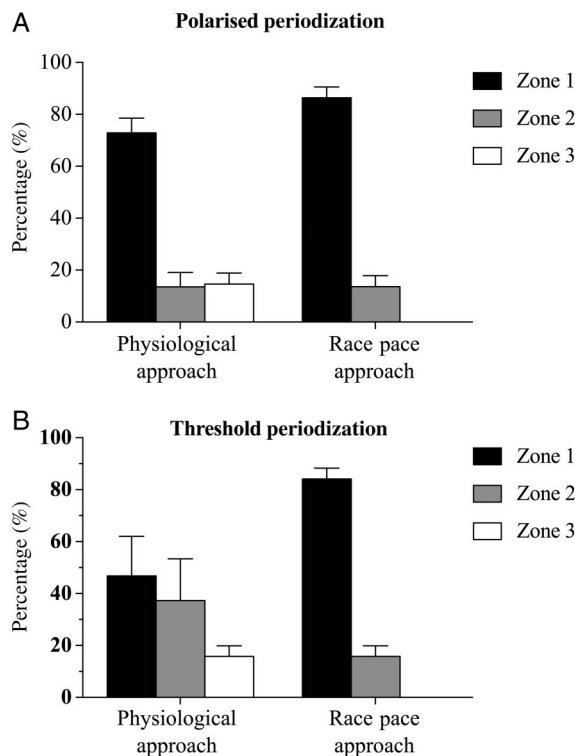 A
Polarised periodization
Percentage (%)
100
80
60
40
20
0
Physiological
approach
Race pace
approach
Zone 1
Zone 2
Zone 3
B
Threshold periodization
Percentage (%)
100
80
60
40
20
0
Physiological
approach
Race pace
approach
Zone 1
Zone 2
Zone 3